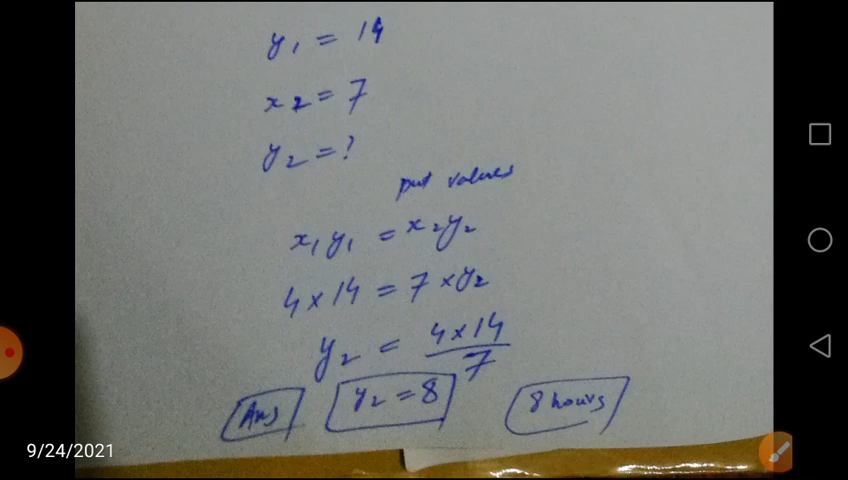 y₁ = 14
x₂ = 7
y₂ = ?
put values
x₁y₁ = x₂y₂
4×14 = 7×y₂
y₂ = 4×14/7
Ans y₂ = 8 8 hours
9/24/2021